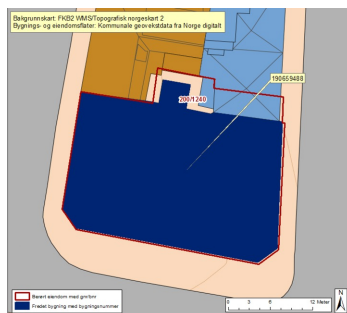 Bakgrunnskart: FKB2 WMS/Topografisk norgeskart 2
Bygnings- og eiendomsflater: Kommunale geovekstdata fra Norge digitalt
190659488
200/1240
Berørt eiendom med gnr/bnr
Fredet bygning med bygningsnummer
0 3 6 12 Meter
N